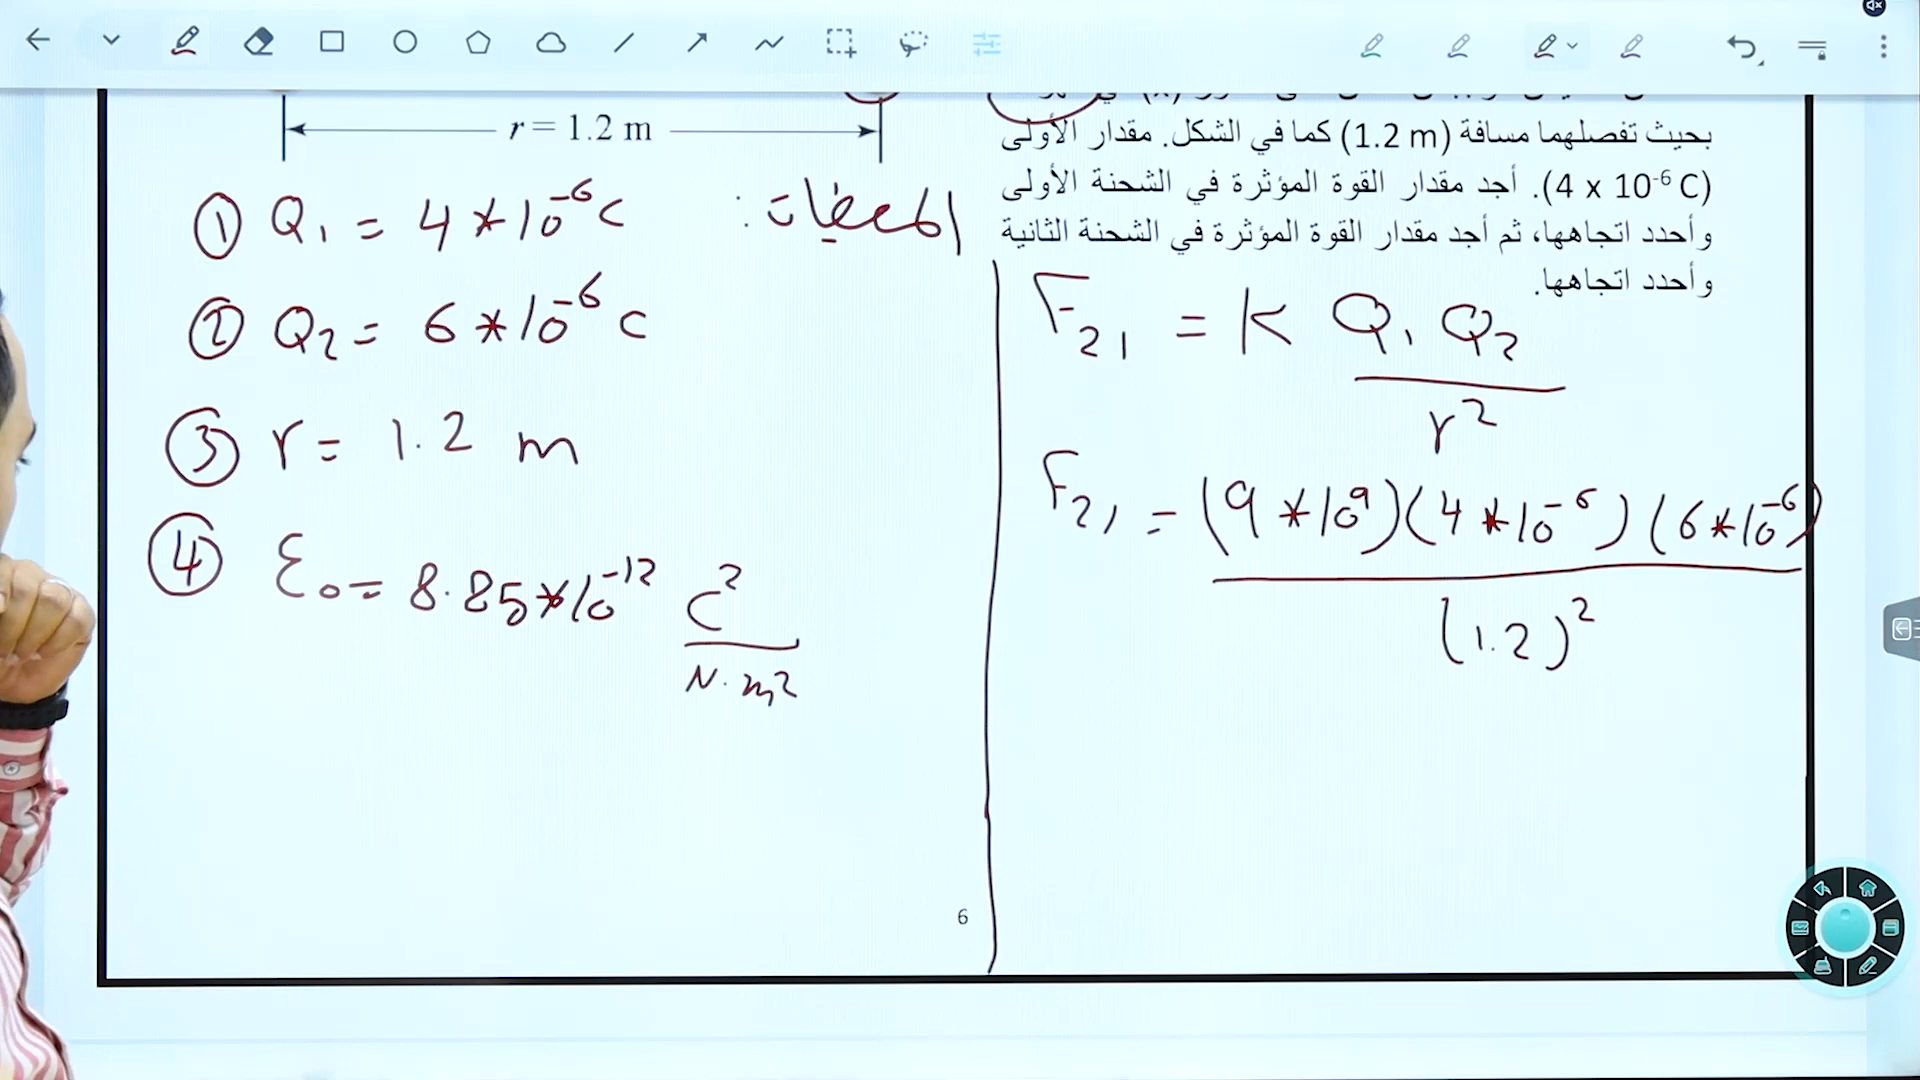 r = 1.2 m
بحيث تفصلهما مسافة (1.2 m) كما في الشكل. مقدار الأولى
(4 x 10⁻⁶ C). أجد مقدار القوة المؤثرة في الشحنة الأولى
وأحدد اتجاهها، ثم أجد مقدار القوة المؤثرة في الشحنة الثانية
وأحدد اتجاهها.
المعطيات:
① Q₁ = 4*10⁻⁶ C
② Q₂ = 6*10⁻⁶ C
③ r = 1.2 m
④ ε₀ = 8.85*10⁻¹² C²
N.m²
F₂₁ = K Q₁ Q₂
r²
F₂₁ = (9*10⁹)(4*10⁻⁶)(6*10⁻⁶)
(1.2)²
6